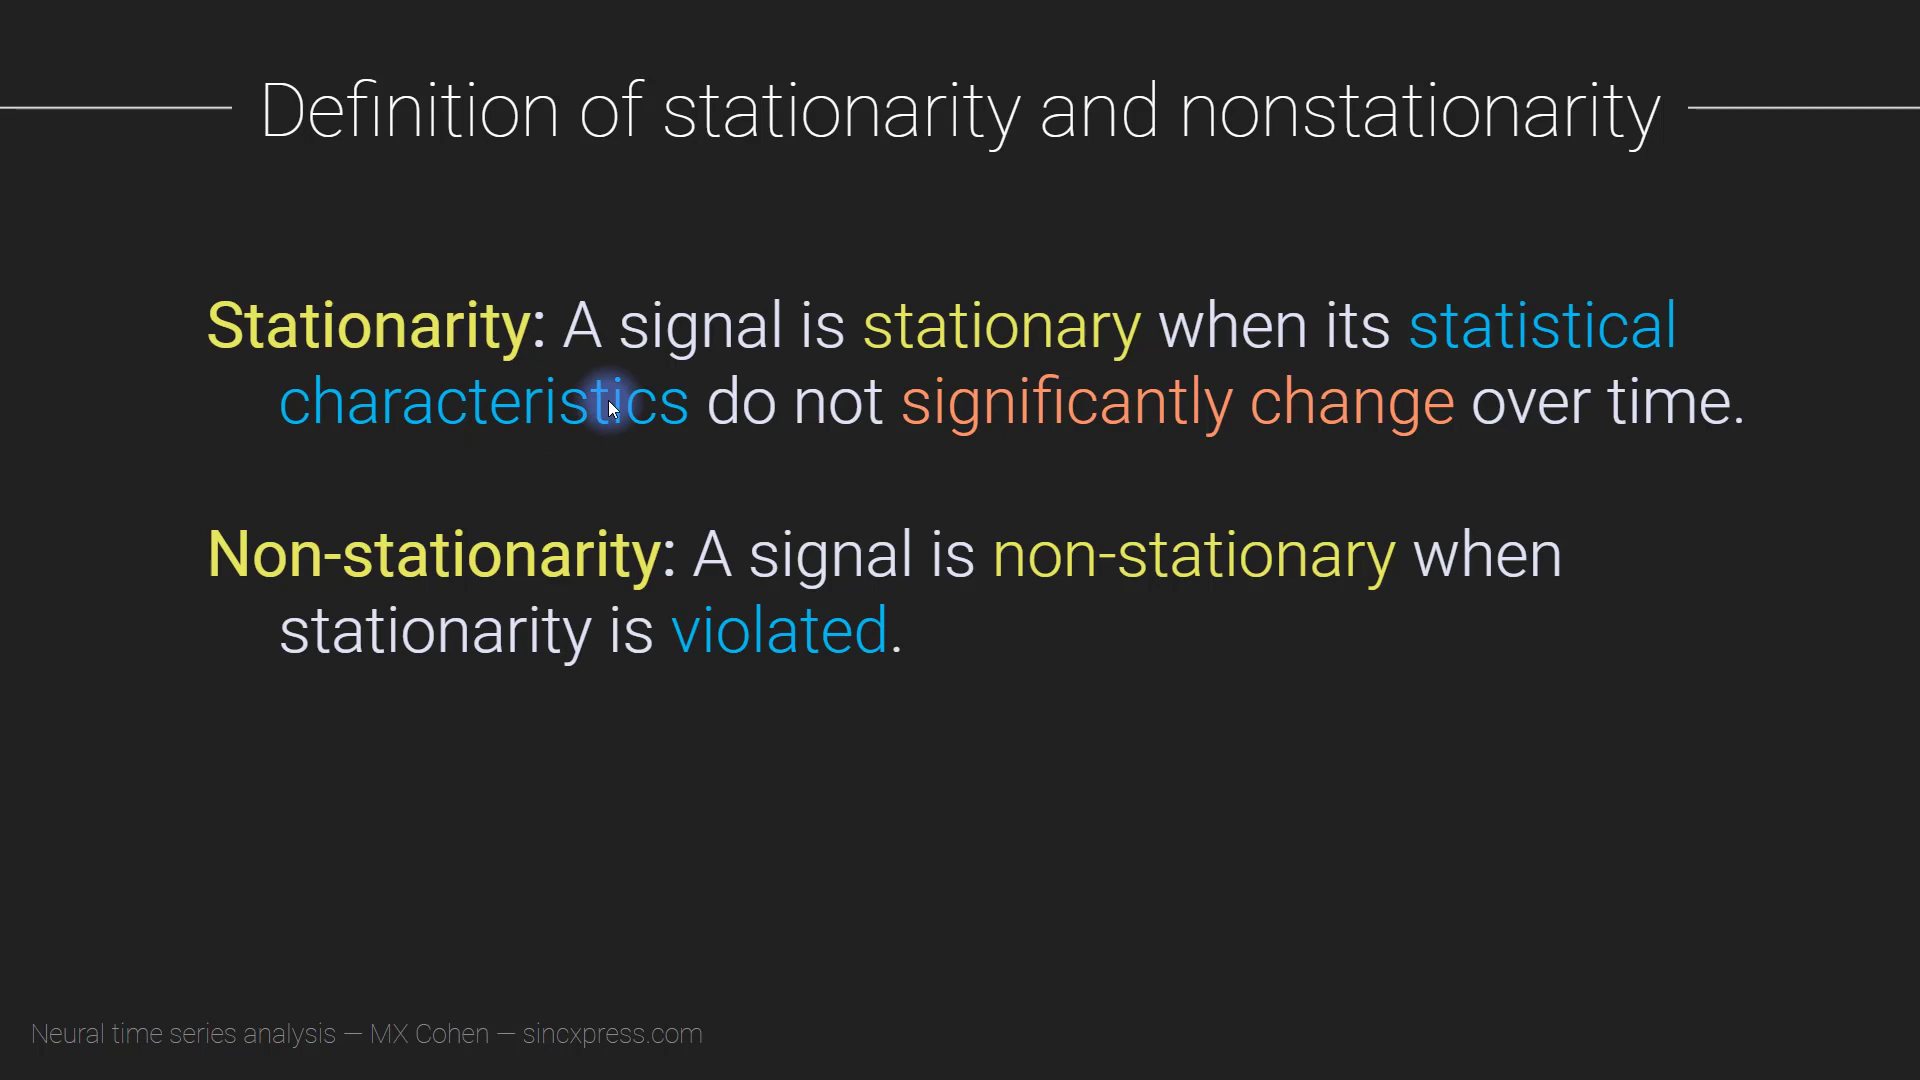 Definition of stationarity and nonstationarity
Stationarity: A signal is stationary when its statistical
characteristics do not significantly change over time.
Non-stationarity: A signal is non-stationary when
stationarity is violated.
Neural time series analysis — MX Cohen — sincxpress.com